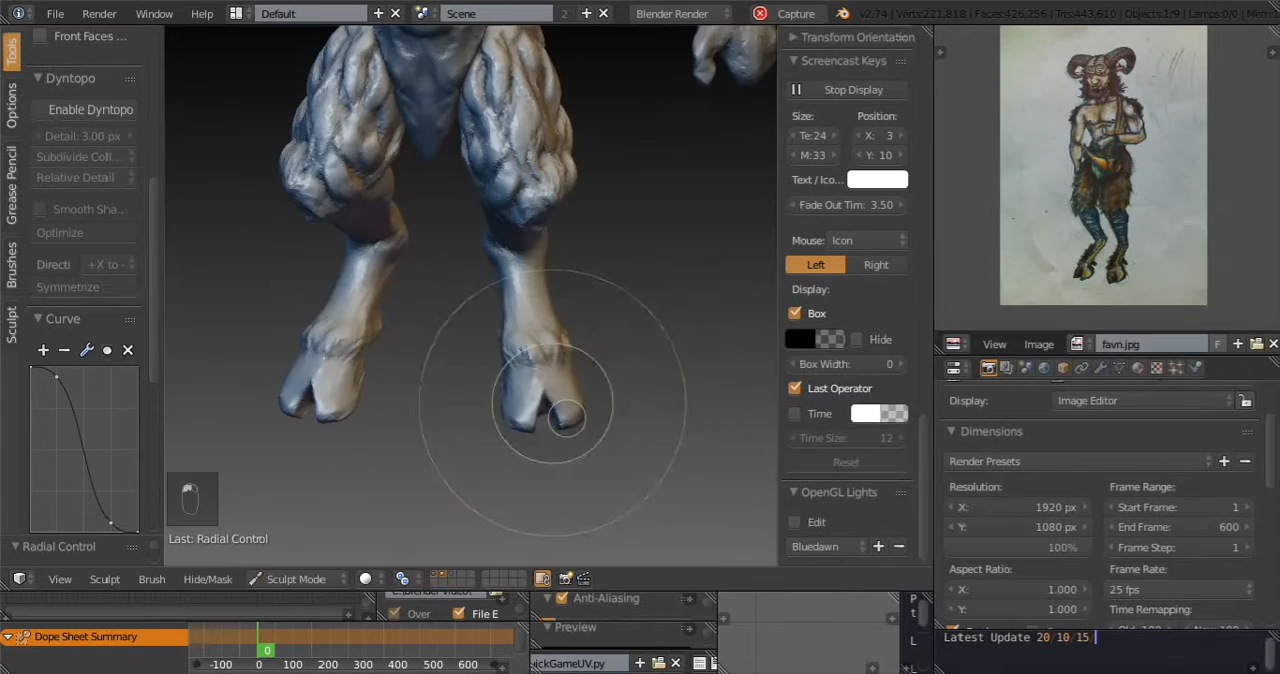 File Render Window Help Default Scene 2 Blender Render Capture v2.74 | Verts:221,818 | Faces:426,256 | Tris:443,610 | Objects:1/9 | Lamps:0/0 |
Tools
Options
Grease Pencil
Brushes
Sculpt
Front Faces ...
Dyntopo
Enable Dyntopo
Detail: 3.00 px
Subdivide Coll...
Relative Detail
Smooth Sha...
Optimize
Directi +X to -
Symmetrize
Curve
Radial Control
Last: Radial Control
Transform Orientation
Screencast Keys
Stop Display
Size: Position:
Te:24 X: 3
M:33 Y: 10
Text / Ico...
Fade Out Tim: 3.50
Mouse: Icon
Left Right
Display:
Box
Hide
Box Width: 0
Last Operator
Time
Time Size: 12
Reset
OpenGL Lights
Edit
Bluedawn
View Image favn.jpg F
Display: Image Editor
Dimensions
Render Presets
Resolution: Frame Range:
X: 1920 px Start Frame: 1
Y: 1080 px End Frame: 600
100% Frame Step: 1
Aspect Ratio: Frame Rate:
X: 1.000 25 fps
Y: 1.000 Time Remapping:
View Sculpt Brush Hide/Mask Sculpt Mode
Over File E
Anti-Aliasing
Preview
ickGameUV.py
Dope Sheet Summary
0
-100 0 100 200 300 400 500 600
Latest Update 20/10/15/